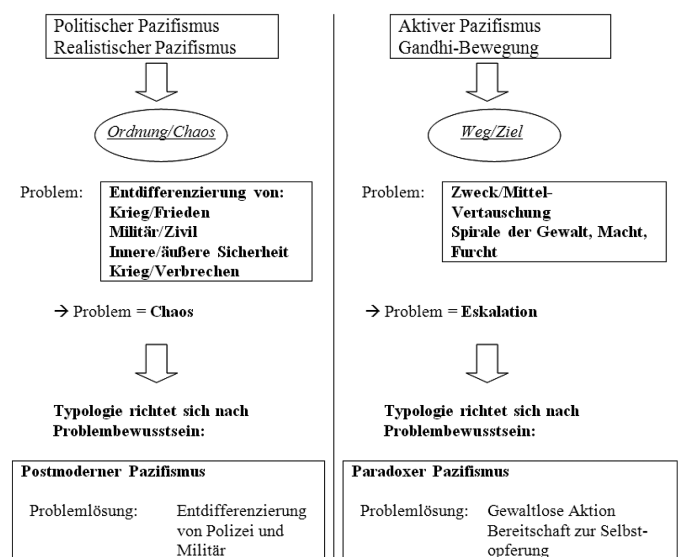 Politischer Pazifismus
Realistischer Pazifismus
Ordnung/Chaos
Problem:
Entdifferenzierung von:
Krieg/Frieden
Militär/Zivil
Innere/äußere Sicherheit
Krieg/Verbrechen
→ Problem = Chaos
Typologie richtet sich nach
Problembewusstsein:
Postmoderner Pazifismus
Problemlösung: Entdifferenzierung
von Polizei und
Militär
Aktiver Pazifismus
Gandhi-Bewegung
Weg/Ziel
Problem:
Zweck/Mittel-
Vertauschung
Spirale der Gewalt, Macht,
Furcht
→ Problem = Eskalation
Typologie richtet sich nach
Problembewusstsein:
Paradoxer Pazifismus
Problemlösung: Gewaltlose Aktion
Bereitschaft zur Selbst-
opferung